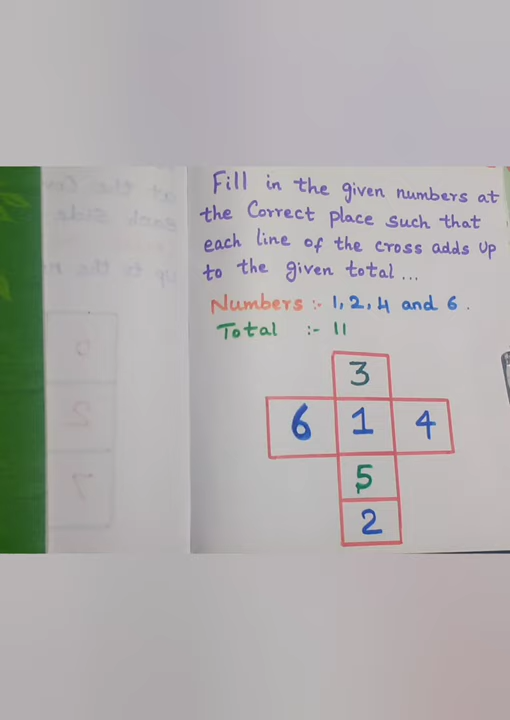 Fill in the given numbers at
the Correct place such that
each line of the cross adds up
to the given total ...
Numbers :- 1, 2, 4 and 6 .
Total :- 11
3
6 1 4
5
2